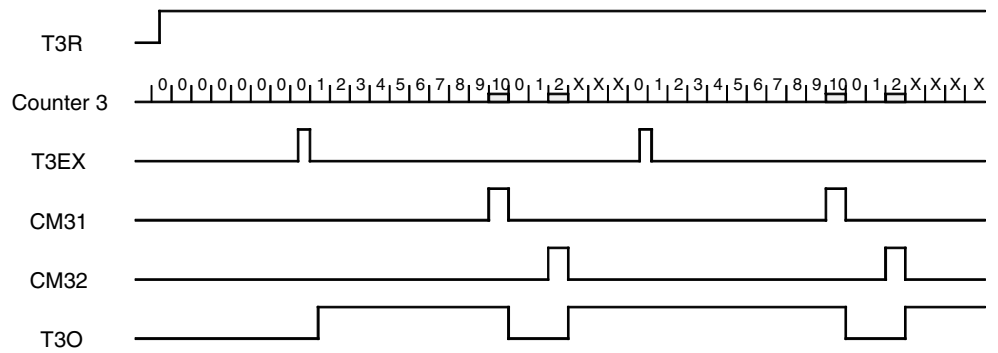 T3R
0 0 0 0 0 0 0 0 1 2 3 4 5 6 7 8 9 10 0 1 2 X X X 0 1 2 3 4 5 6 7 8 9 10 0 1 2 X X X X
Counter 3
T3EX
CM31
CM32
T3O